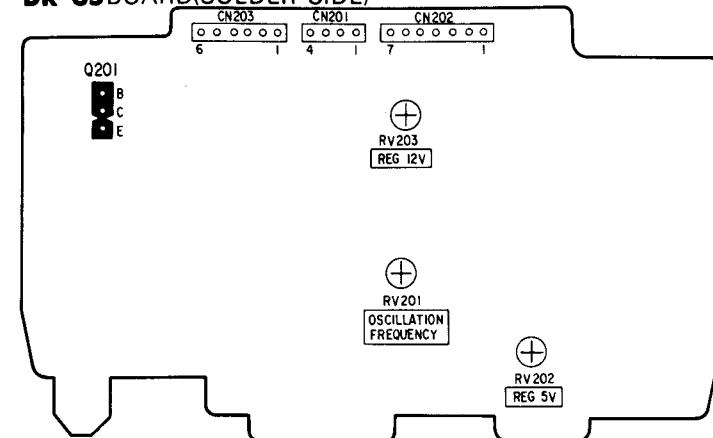 BOARD(SOLDER SIDE)
CN203 CN201 CN202
6 1 4 1 7 1
Q201
B
C
E
RV203
REG 12V
RV201
OSCILLATION
FREQUENCY
RV202
REG 5V